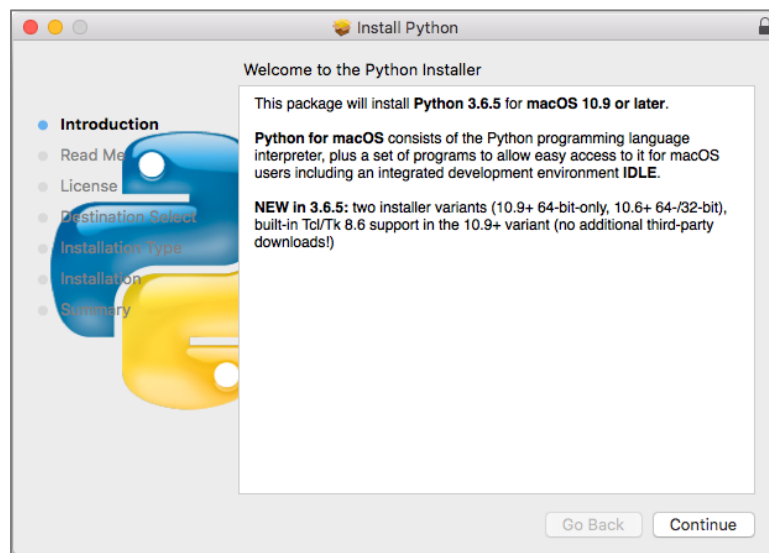 Install Python
Welcome to the Python Installer
Introduction
Read Me
License
Destination Select
Installation Type
Installation
Summary
This package will install Python 3.6.5 for macOS 10.9 or later.
Python for macOS consists of the Python programming language
interpreter, plus a set of programs to allow easy access to it for macOS
users including an integrated development environment IDLE.
NEW in 3.6.5: two installer variants (10.9+ 64-bit-only, 10.6+ 64-/32-bit),
built-in Tcl/Tk 8.6 support in the 10.9+ variant (no additional third-party
downloads!)
Go Back
Continue